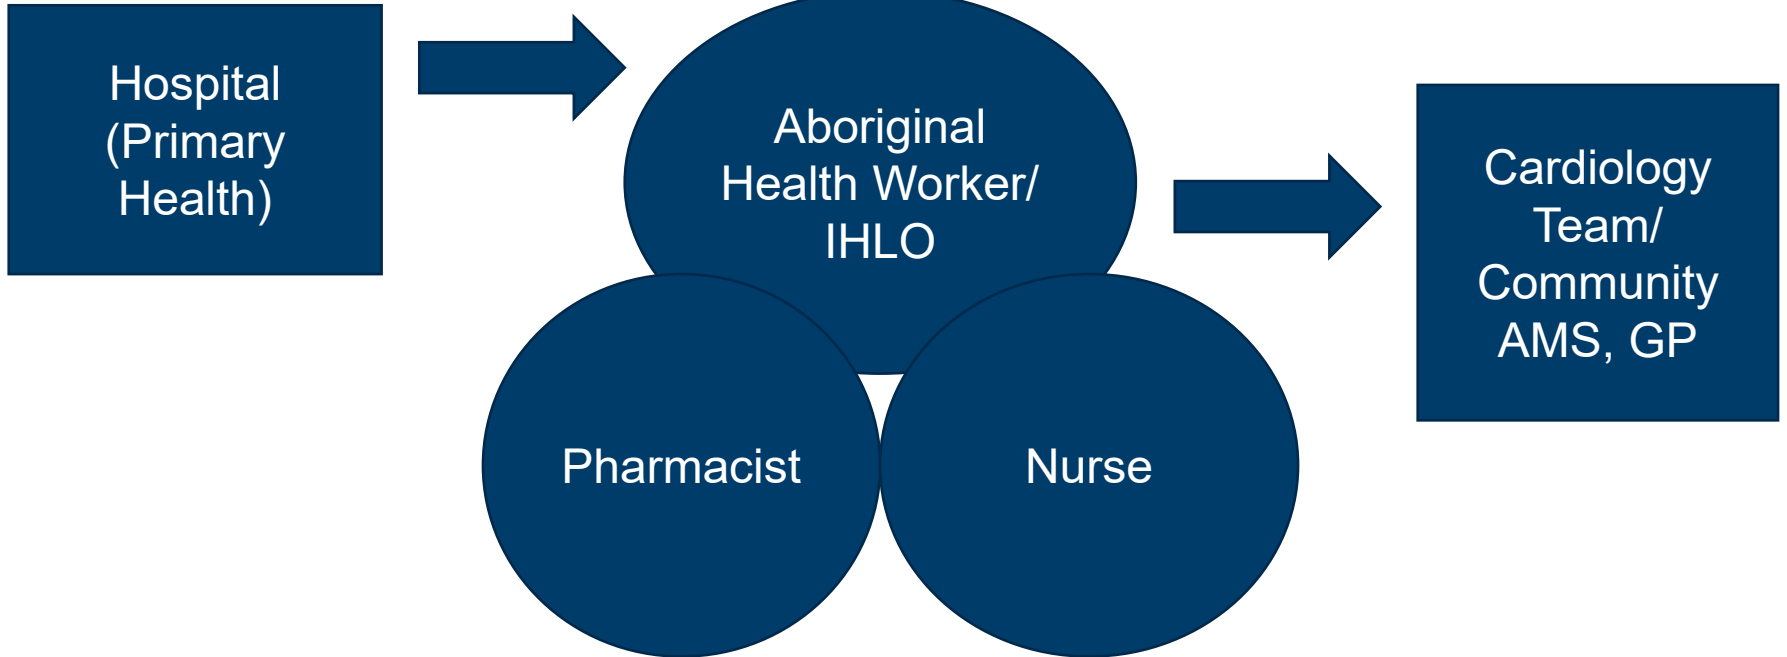 Hospital
(Primary
Health)
Aboriginal
Health Worker/
IHLO
Cardiology
Team/
Community
AMS, GP
Pharmacist
Nurse